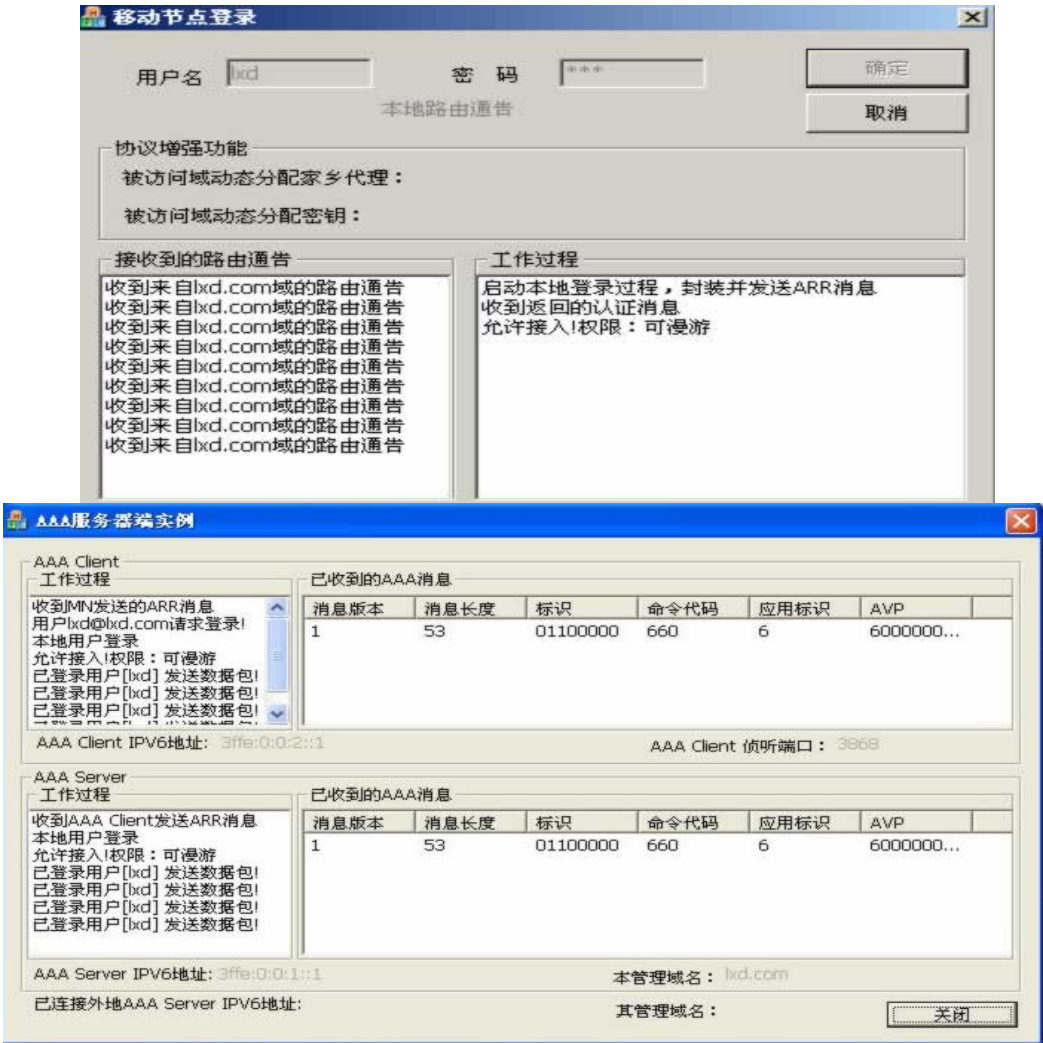 移动节点登录
用户名 lxd 密 码 *** 确定
本地路由通告
取消
协议增强功能
被访问域动态分配家乡代理：
被访问域动态分配密钥：
接收到的路由通告
收到来自lxd.com域的路由通告
收到来自lxd.com域的路由通告
收到来自lxd.com域的路由通告
收到来自lxd.com域的路由通告
收到来自lxd.com域的路由通告
收到来自lxd.com域的路由通告
收到来自lxd.com域的路由通告
收到来自lxd.com域的路由通告
收到来自lxd.com域的路由通告
工作过程
启动本地登录过程，封装并发送ARR消息
收到返回的认证消息
允许接入!权限：可漫游
AAA服务器端实例
AAA Client
工作过程
收到MN发送的ARR消息
用户lxd@lxd.com请求登录!
本地用户登录
允许接入!权限：可漫游
已登录用户[lxd] 发送数据包!
已登录用户[lxd] 发送数据包!
已登录用户[lxd] 发送数据包!
已收到的AAA消息
消息版本 消息长度 标识 命令代码 应用标识 AVP
1 53 01100000 660 6 6000000...
AAA Client IPV6地址: 3ffe:0:0:2::1
AAA Client 侦听端口： 3868
AAA Server
工作过程
收到AAA Client发送ARR消息
本地用户登录
允许接入!权限：可漫游
已登录用户[lxd] 发送数据包!
已登录用户[lxd] 发送数据包!
已登录用户[lxd] 发送数据包!
已登录用户[lxd] 发送数据包!
已收到的AAA消息
消息版本 消息长度 标识 命令代码 应用标识 AVP
1 53 01100000 660 6 6000000...
AAA Server IPV6地址: 3ffe:0:0:1::1
本管理域名： lxd.com
已连接外地AAA Server IPV6地址:
其管理域名：
关闭